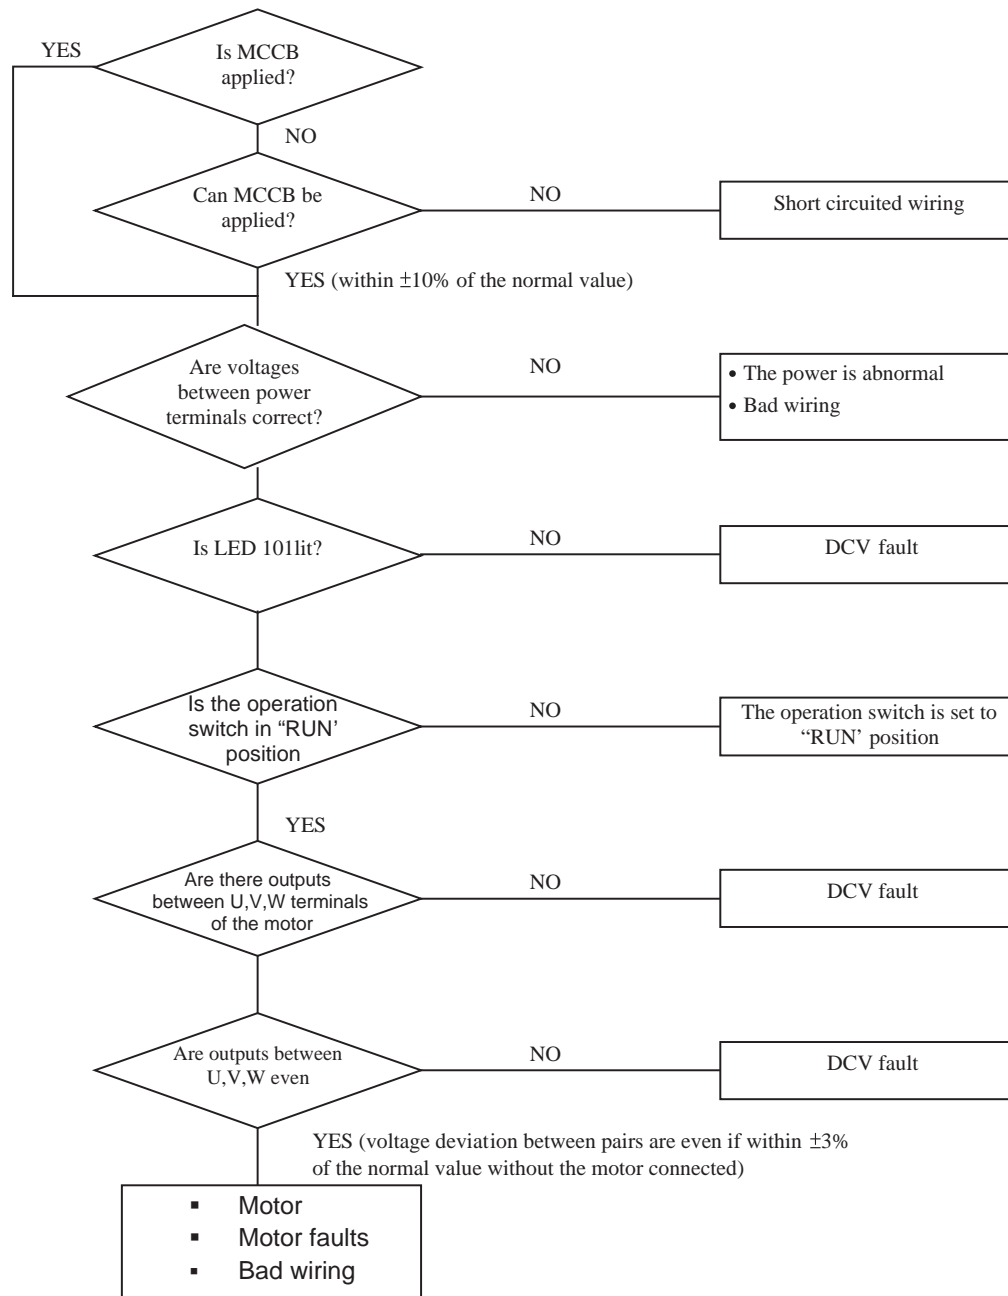 YES
Is MCCB
applied?
NO
Can MCCB be
applied?
NO
Short circuited wiring
YES (within ±10% of the normal value)
Are voltages
between power
terminals correct?
NO
• The power is abnormal
• Bad wiring
Is LED 101lit?
NO
DCV fault
Is the operation
switch in “RUN’
position
NO
The operation switch is set to
“RUN’ position
YES
Are there outputs
between U,V,W terminals
of the motor
NO
DCV fault
Are outputs between
U,V,W even
NO
DCV fault
YES (voltage deviation between pairs are even if within ±3%
of the normal value without the motor connected)
▪ Motor
▪ Motor faults
▪ Bad wiring